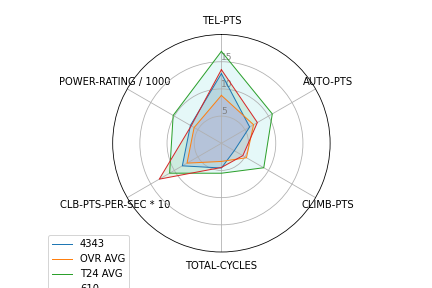 TEL-PTS
POWER-RATING / 1000
AUTO-PTS
15
10
5
CLB-PTS-PER-SEC * 10
CLIMB-PTS
TOTAL-CYCLES
4343
OVR AVG
T24 AVG
610